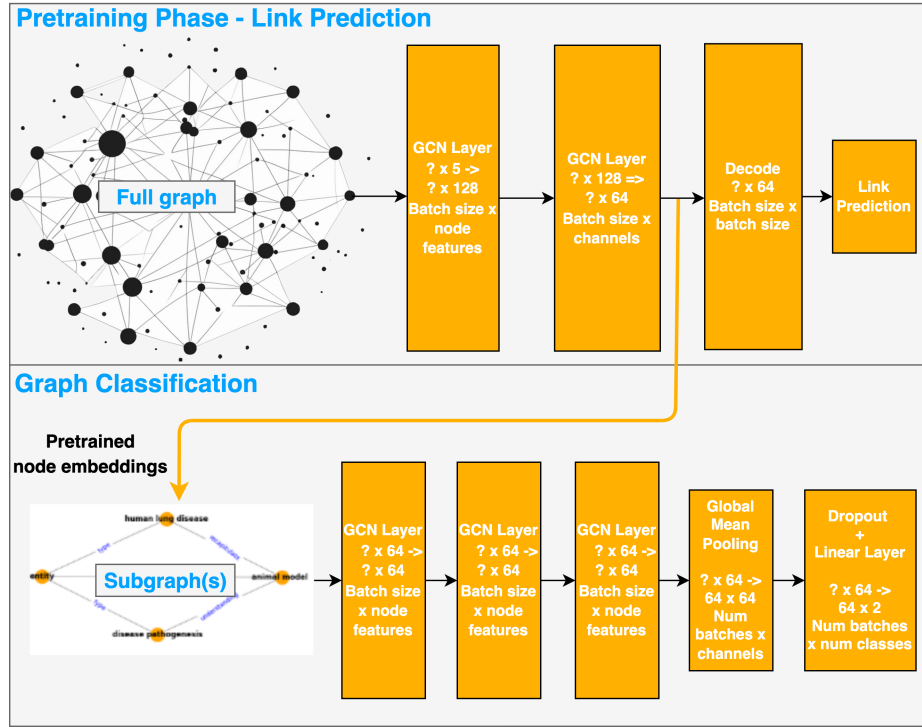 Pretraining Phase - Link Prediction
Full graph
GCN Layer
? x 5 ->
? x 128
Batch size x
node
features
GCN Layer
? x 128 =>
? x 64
Batch size x
channels
Decode
? x 64
Batch size x
batch size
Link
Prediction
Graph Classification
Pretrained
node embeddings
human lung disease
type
recapitulate
entity
Subgraph(s)
animal model
Type
understanding
disease pathogenesis
GCN Layer
? x 64 ->
? x 64
Batch size
x node
features
GCN Layer
? x 64 ->
? x 64
Batch size
x node
features
GCN Layer
? x 64 ->
? x 64
Batch size
x node
features
Global
Mean
Pooling
? x 64 ->
64 x 64
Num
batches x
channels
Dropout
+
Linear Layer
? x 64 ->
64 x 2
Num batches
x num classes